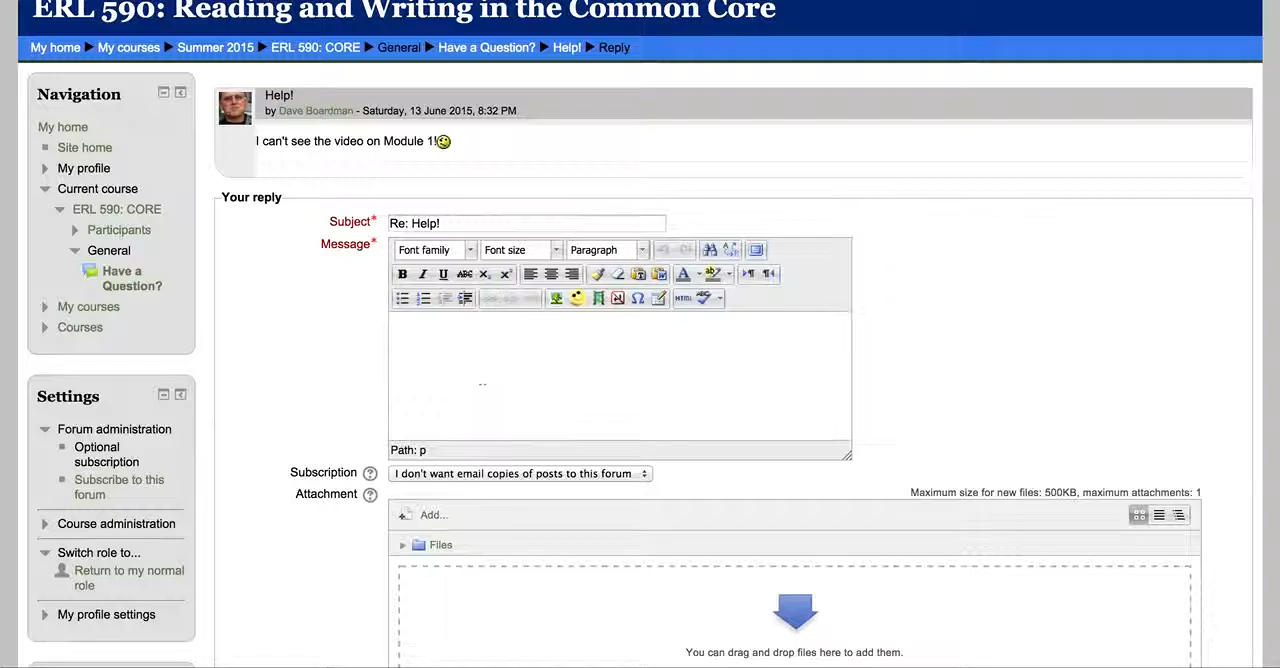 ERL 590: Reading and Writing in the Common Core
My home ▶ My courses ▶ Summer 2015 ▶ ERL 590: CORE ▶ General ▶ Have a Question? ▶ Help! ▶ Reply
Navigation
My home
Site home
My profile
Current course
ERL 590: CORE
Participants
General
Have a
Question?
My courses
Courses
Settings
Forum administration
Optional
subscription
Subscribe to this
forum
Course administration
Switch role to...
Return to my normal
role
My profile settings
Help!
by Dave Boardman - Saturday, 13 June 2015, 8:32 PM
I can't see the video on Module 1!
Your reply
Subject*
Re: Help!
Message*
Font family Font size Paragraph
B I U ABC X₂ X² A ab
Ω HTML ABC
Path: p
Subscription
I don't want email copies of posts to this forum
Attachment
Maximum size for new files: 500KB, maximum attachments: 1
Add...
Files
You can drag and drop files here to add them.